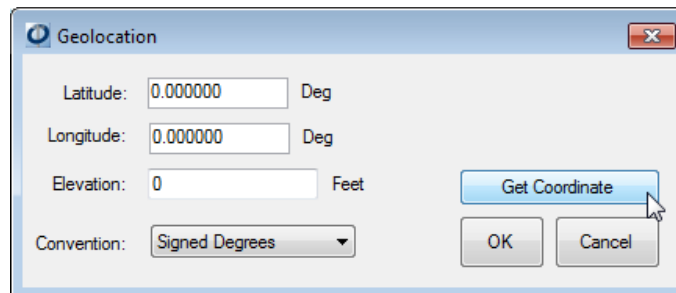 Geolocation
Latitude: 0.000000 Deg
Longitude: 0.000000 Deg
Elevation: 0 Feet
Get Coordinate
Convention: Signed Degrees
OK Cancel